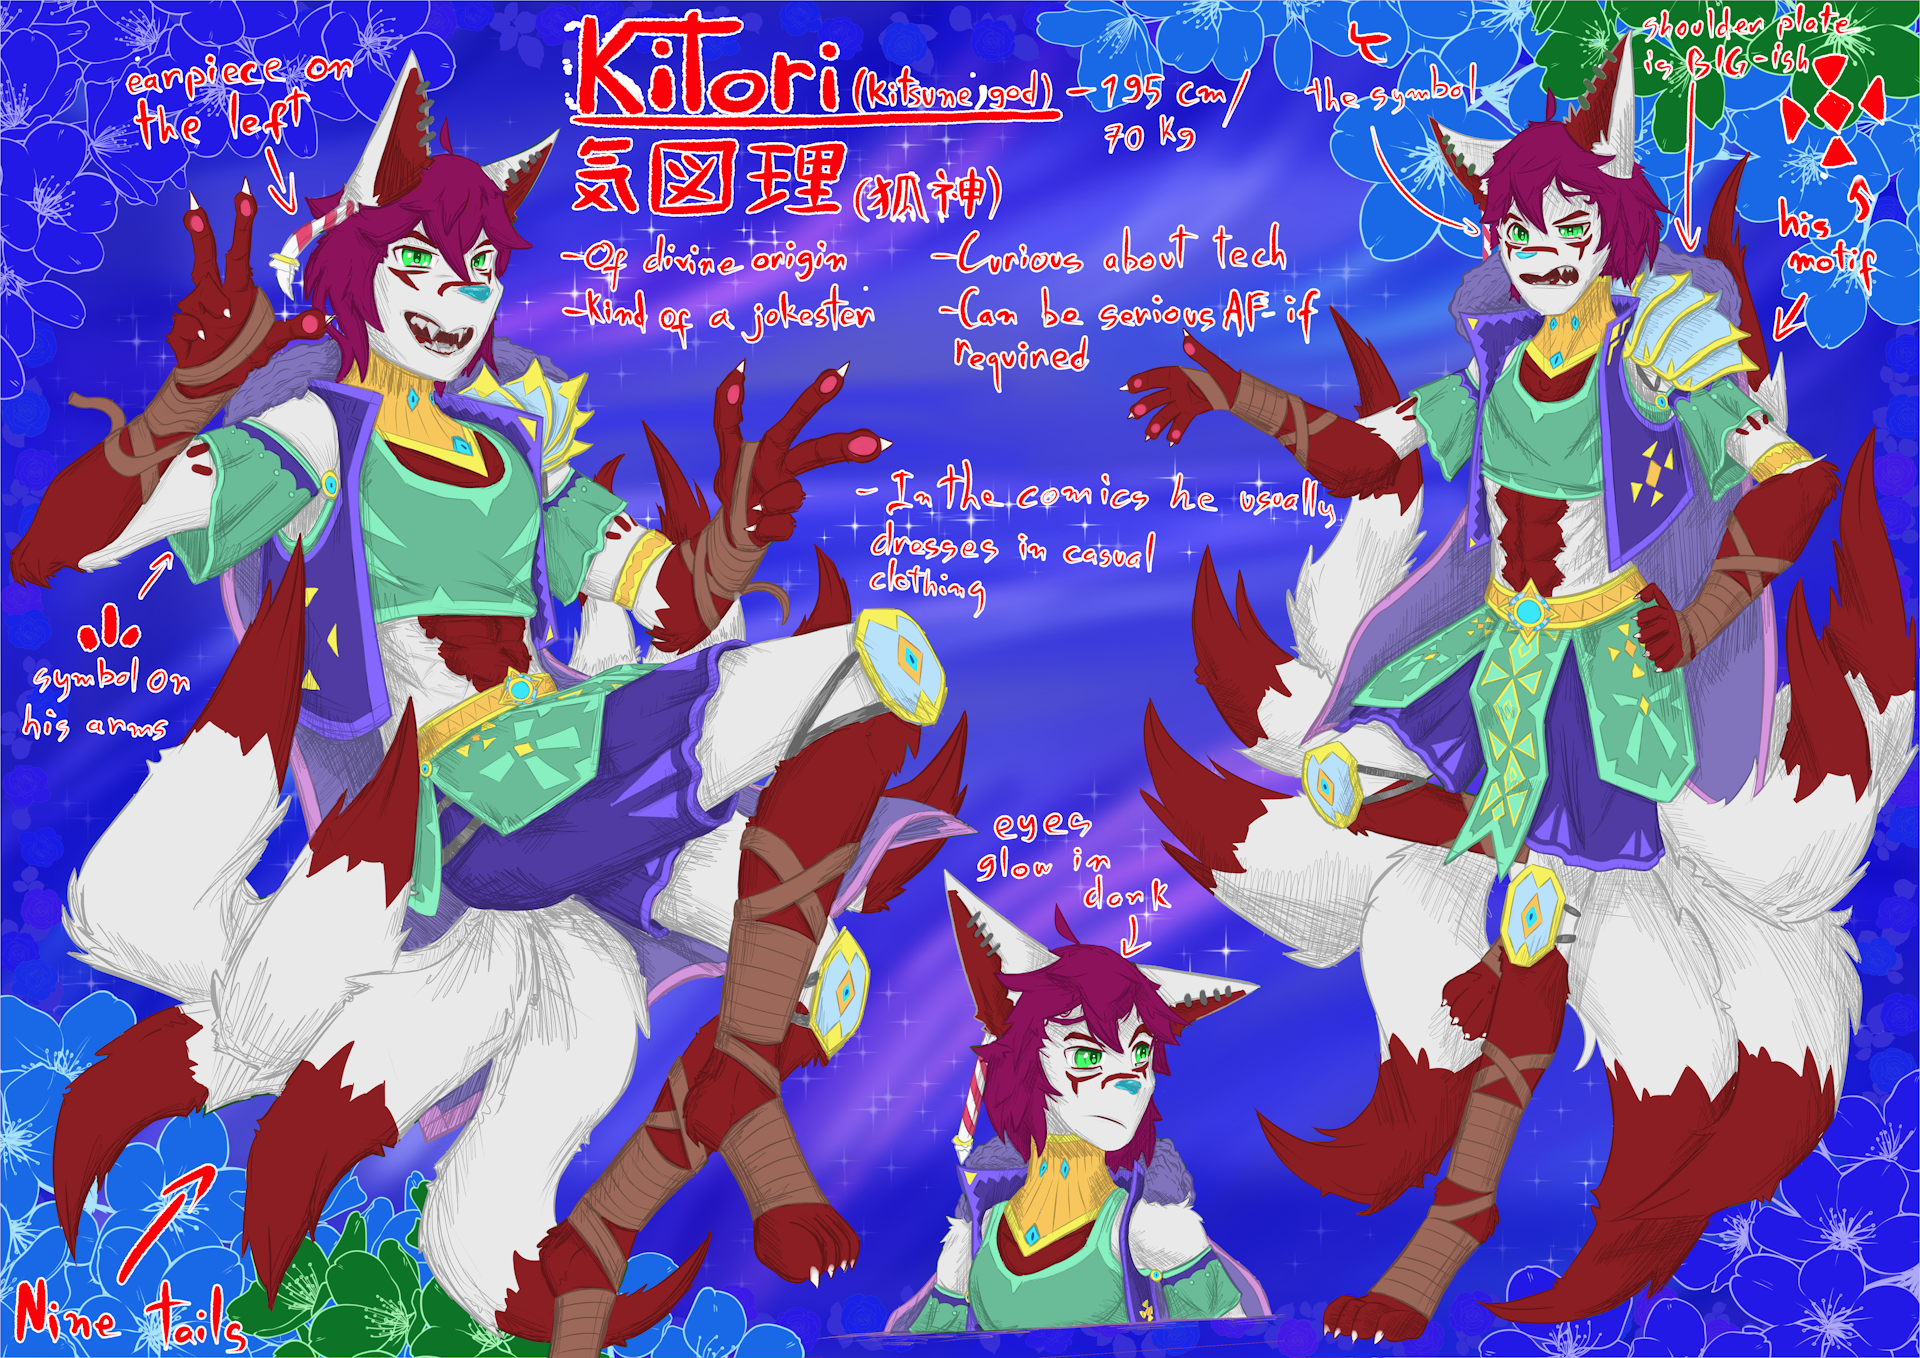 earpiece on
the left
Kitori (kitsune, god) - 195 cm/
70 kg
気図理 (狐神)
-Of divine origin
-Kind of a jokester
-Curious about tech
-Can be serious AF if
required
the symbol
shoulder plate
is BIG-ish
his
motif
-In the comics he usually
dresses in casual
clothing
symbol on
his arms
eyes
glow in
dark
Nine tails